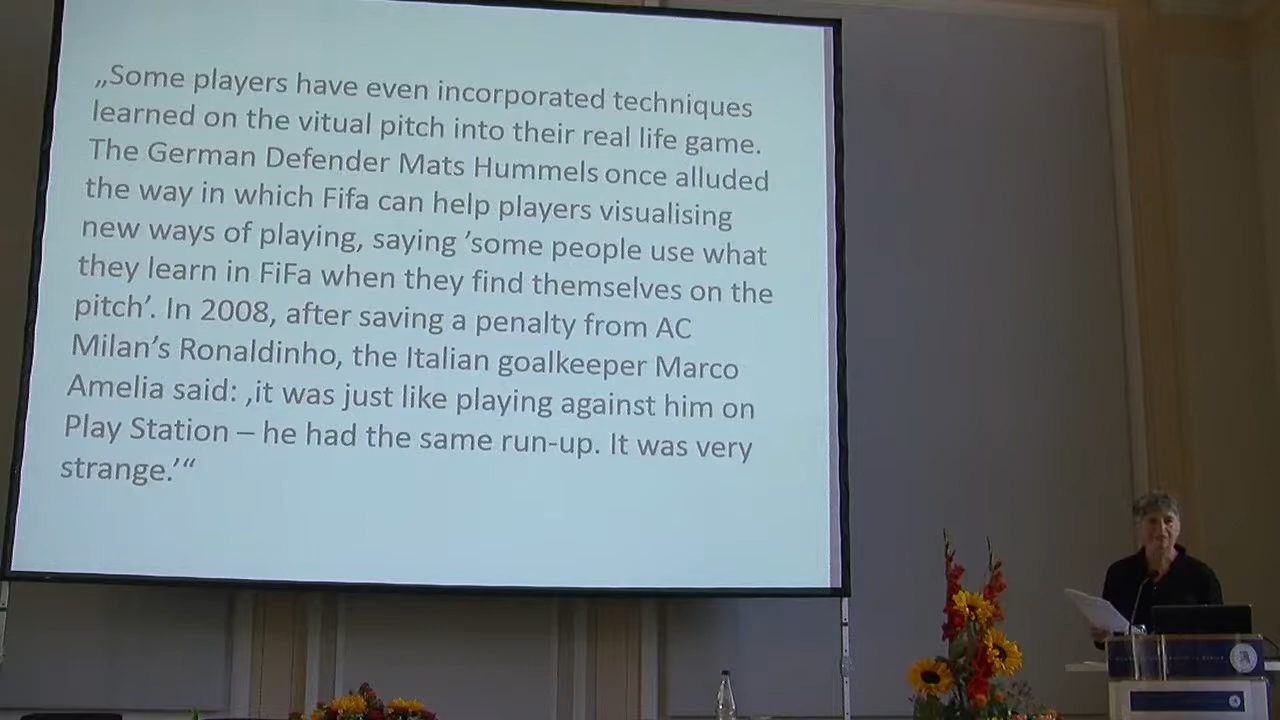 „Some players have even incorporated techniques
learned on the vitual pitch into their real life game.
The German Defender Mats Hummels once alluded
the way in which Fifa can help players visualising
new ways of playing, saying ’some people use what
they learn in FiFa when they find themselves on the
pitch’. In 2008, after saving a penalty from AC
Milan’s Ronaldinho, the Italian goalkeeper Marco
Amelia said: ‚it was just like playing against him on
Play Station – he had the same run-up. It was very
strange.’“